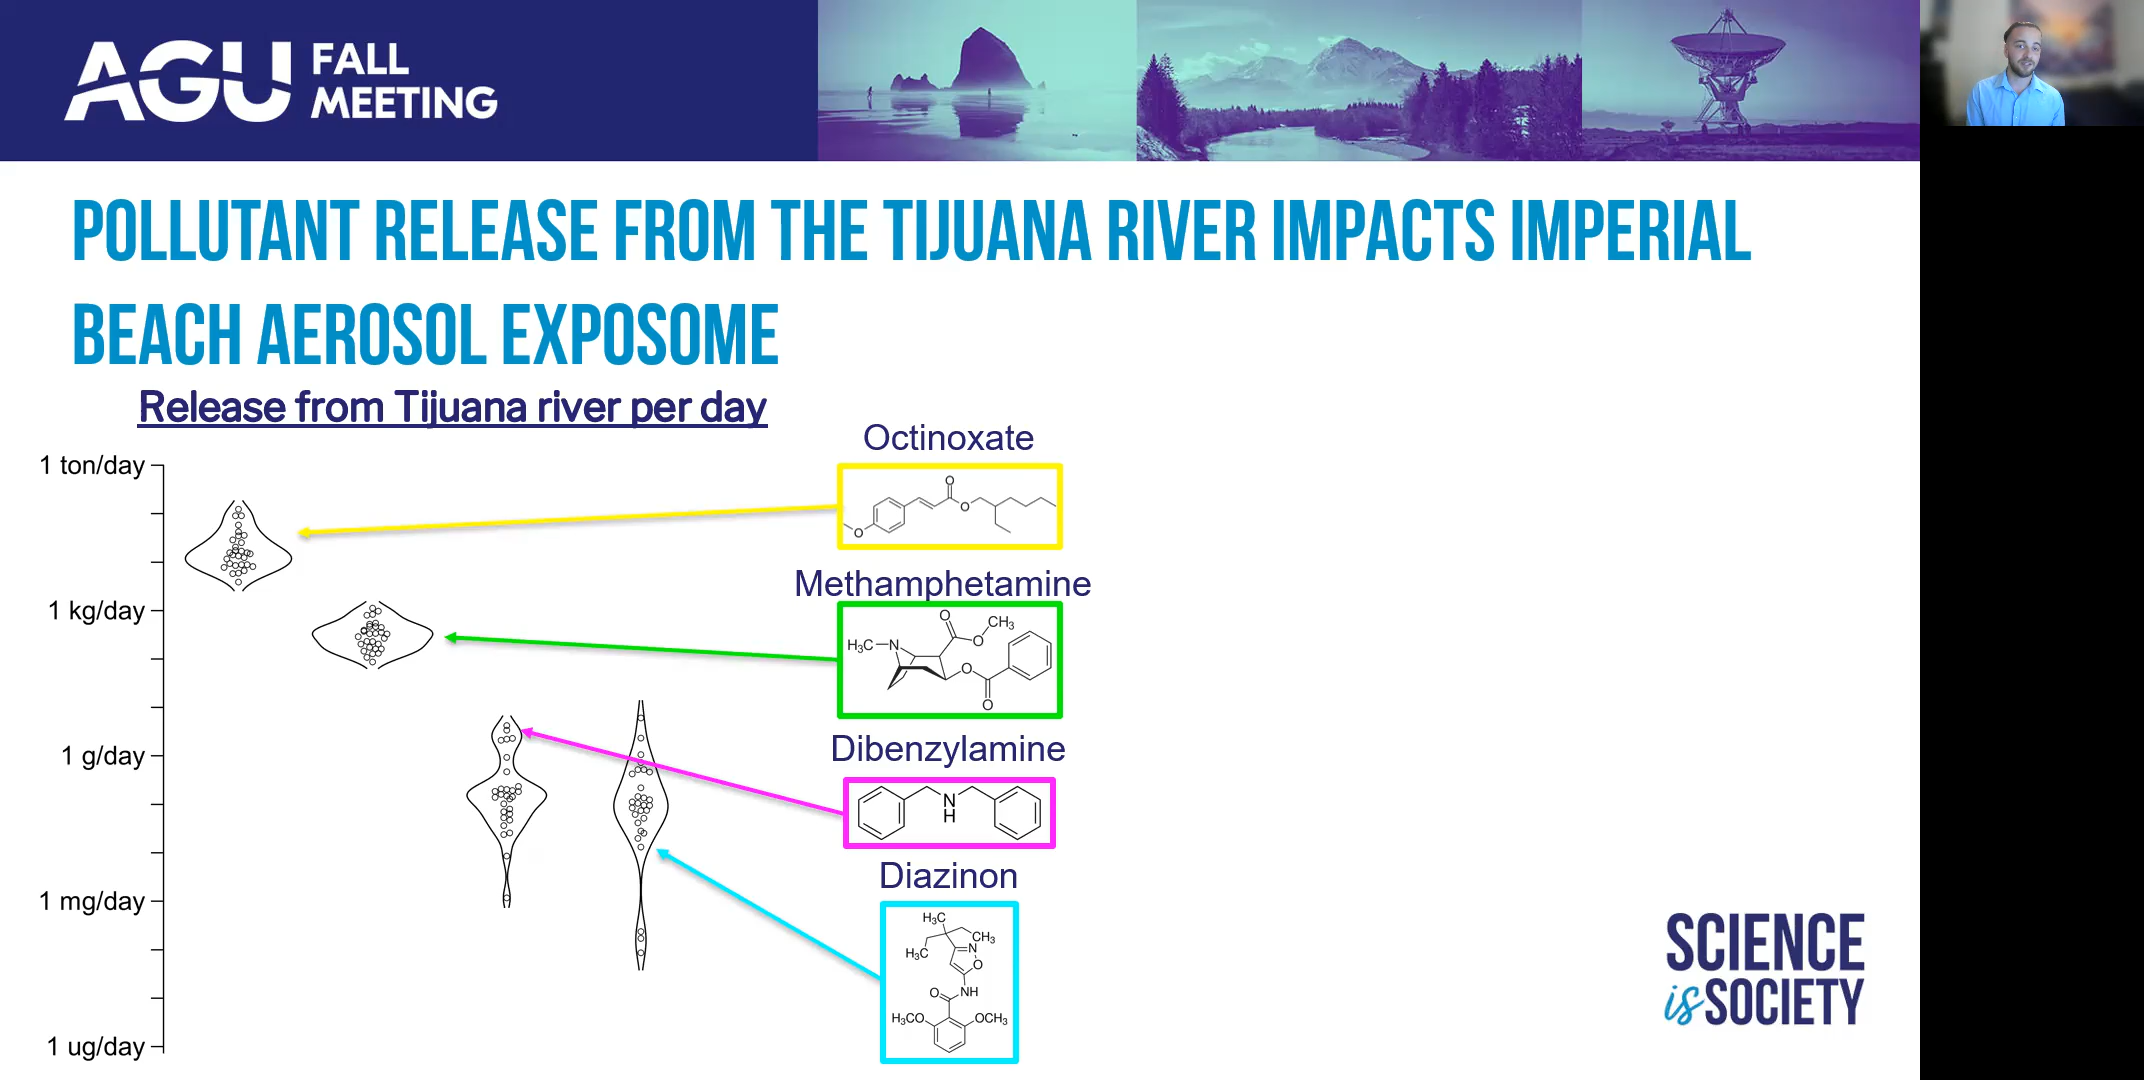 AGU FALL
MEETING
POLLUTANT RELEASE FROM THE TIJUANA RIVER IMPACTS IMPERIAL
BEACH AEROSOL EXPOSOME
Release from Tijuana river per day
1 ton/day
1 kg/day
1 g/day
1 mg/day
1 ug/day
Octinoxate
O
O
O
Methamphetamine
O
CH₃
O
H₃C
N
O
O
Dibenzylamine
N
H
Diazinon
H₃C
CH₃
H₃C
N
O
O
NH
H₃CO
OCH₃
SCIENCE
is SOCIETY